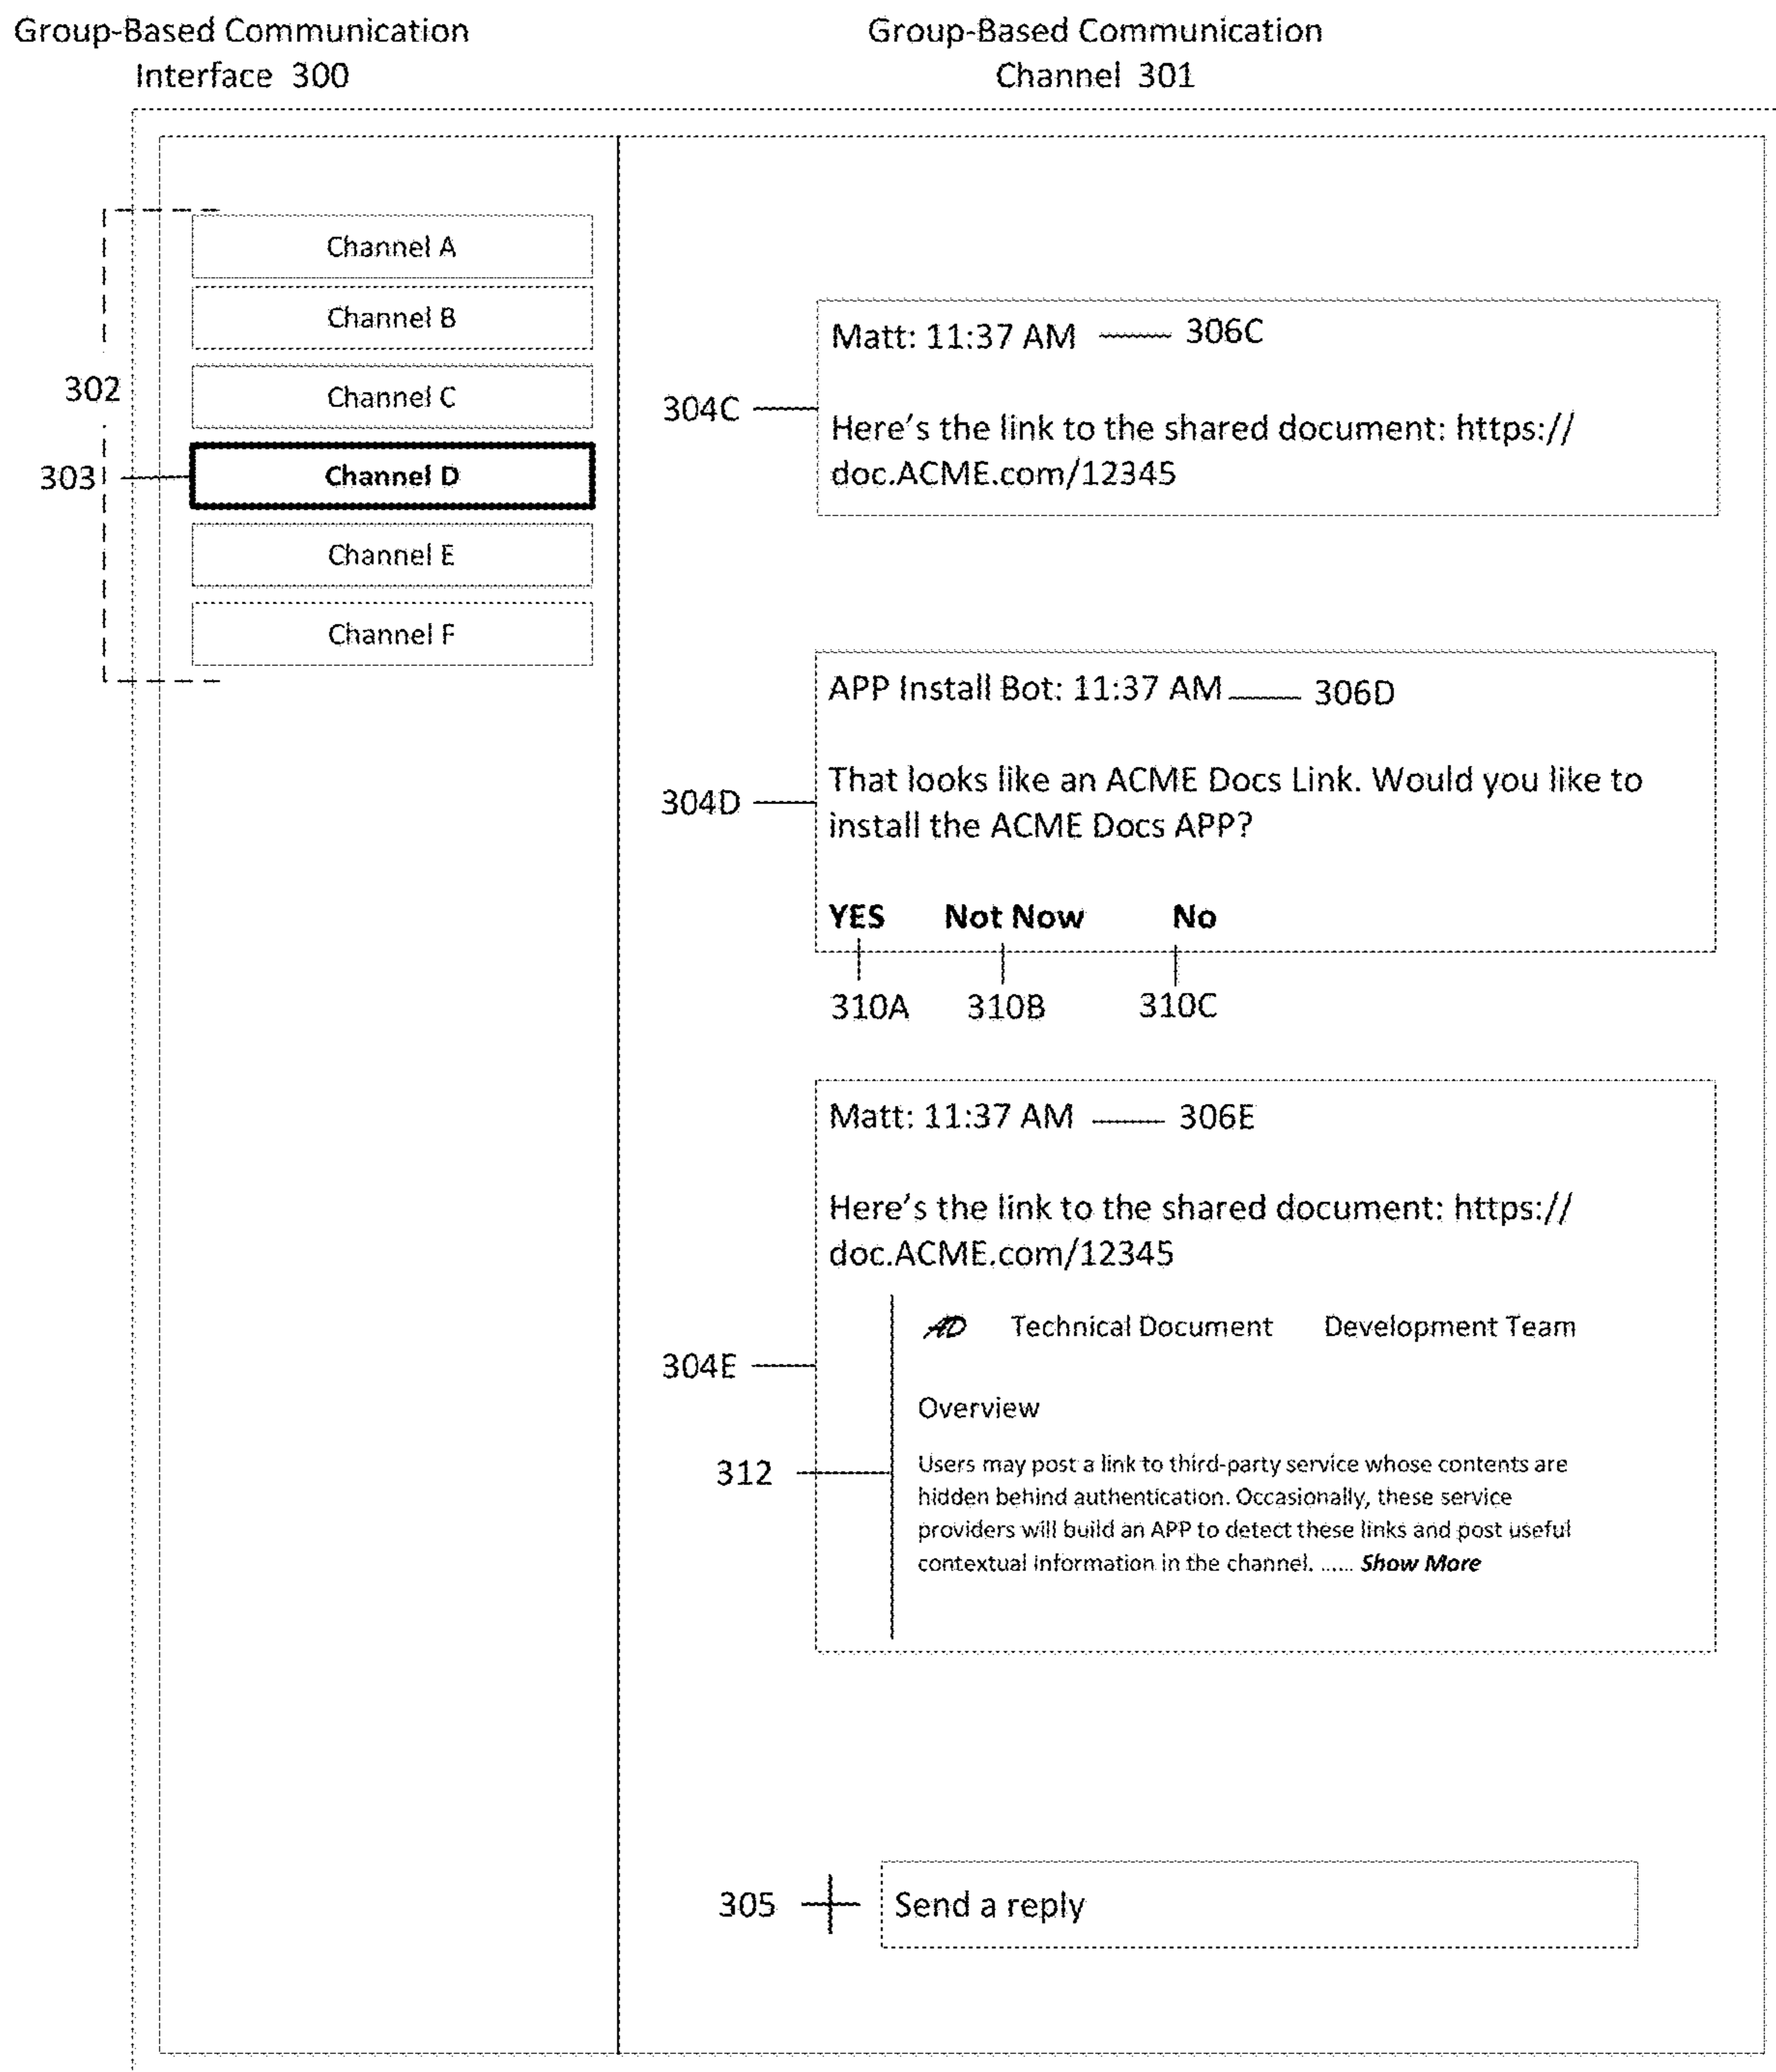 Group-Based Communication
Interface 300
Group-Based Communication
Channel 301
Channel A
Channel B
302
Channel C
303
Channel D
Channel E
Channel F
Matt: 11:37 AM 306C
304C
Here's the link to the shared document: https://
doc.ACME.com/12345
APP Install Bot: 11:37 AM 306D
304D
That looks like an ACME Docs Link. Would you like to
install the ACME Docs APP?
YES Not Now No
310A 310B 310C
Matt: 11:37 AM 306E
Here's the link to the shared document: https://
doc.ACME.com/12345
AD Technical Document Development Team
304E
Overview
312
Users may post a link to third-party service whose contents are
hidden behind authentication. Occasionally, these service
providers will build an APP to detect these links and post useful
contextual information in the channel. ...... Show More
305
Send a reply